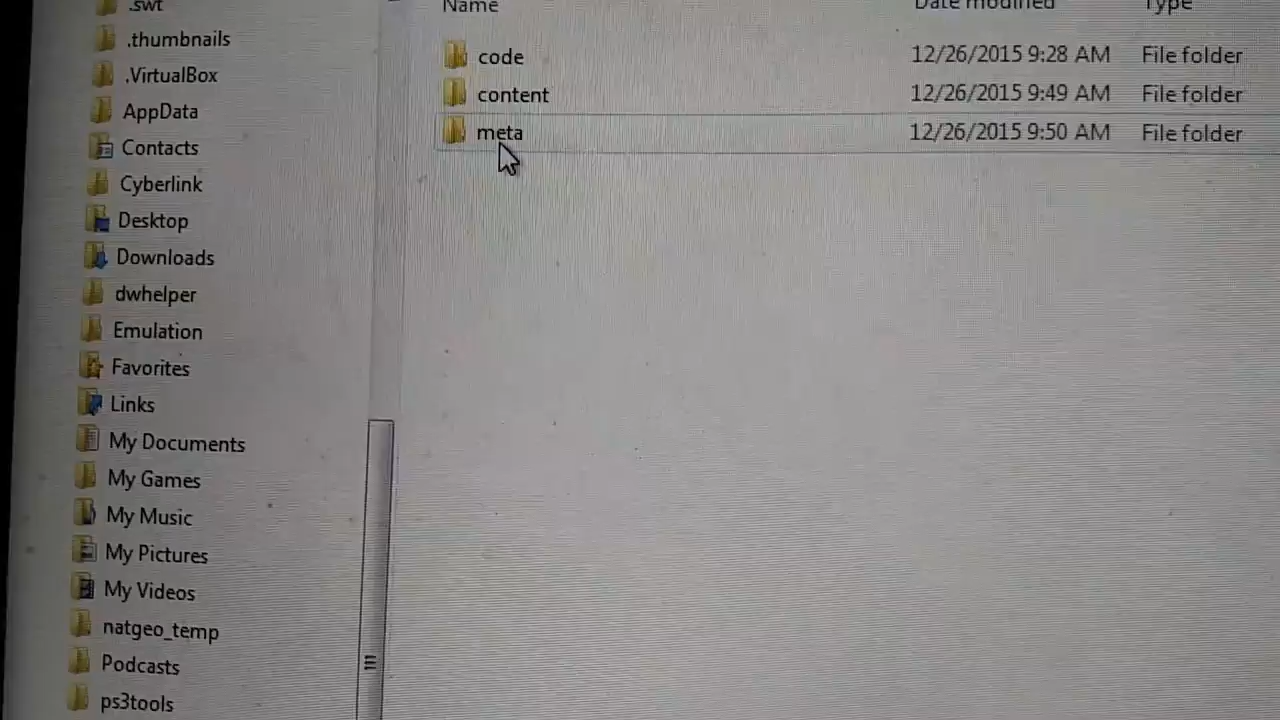 .swt
.thumbnails
.VirtualBox
AppData
Contacts
Cyberlink
Desktop
Downloads
dwhelper
Emulation
Favorites
Links
My Documents
My Games
My Music
My Pictures
My Videos
natgeo_temp
Podcasts
ps3tools
Name Date modified Type
code 12/26/2015 9:28 AM File folder
content 12/26/2015 9:49 AM File folder
meta 12/26/2015 9:50 AM File folder